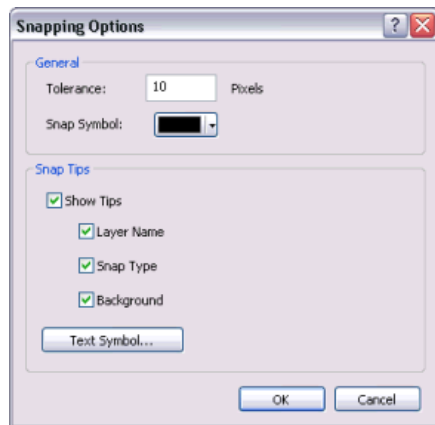 Snapping Options
General
Tolerance: 10 Pixels
Snap Symbol:
Snap Tips
Show Tips
Layer Name
Snap Type
Background
Text Symbol...
OK Cancel